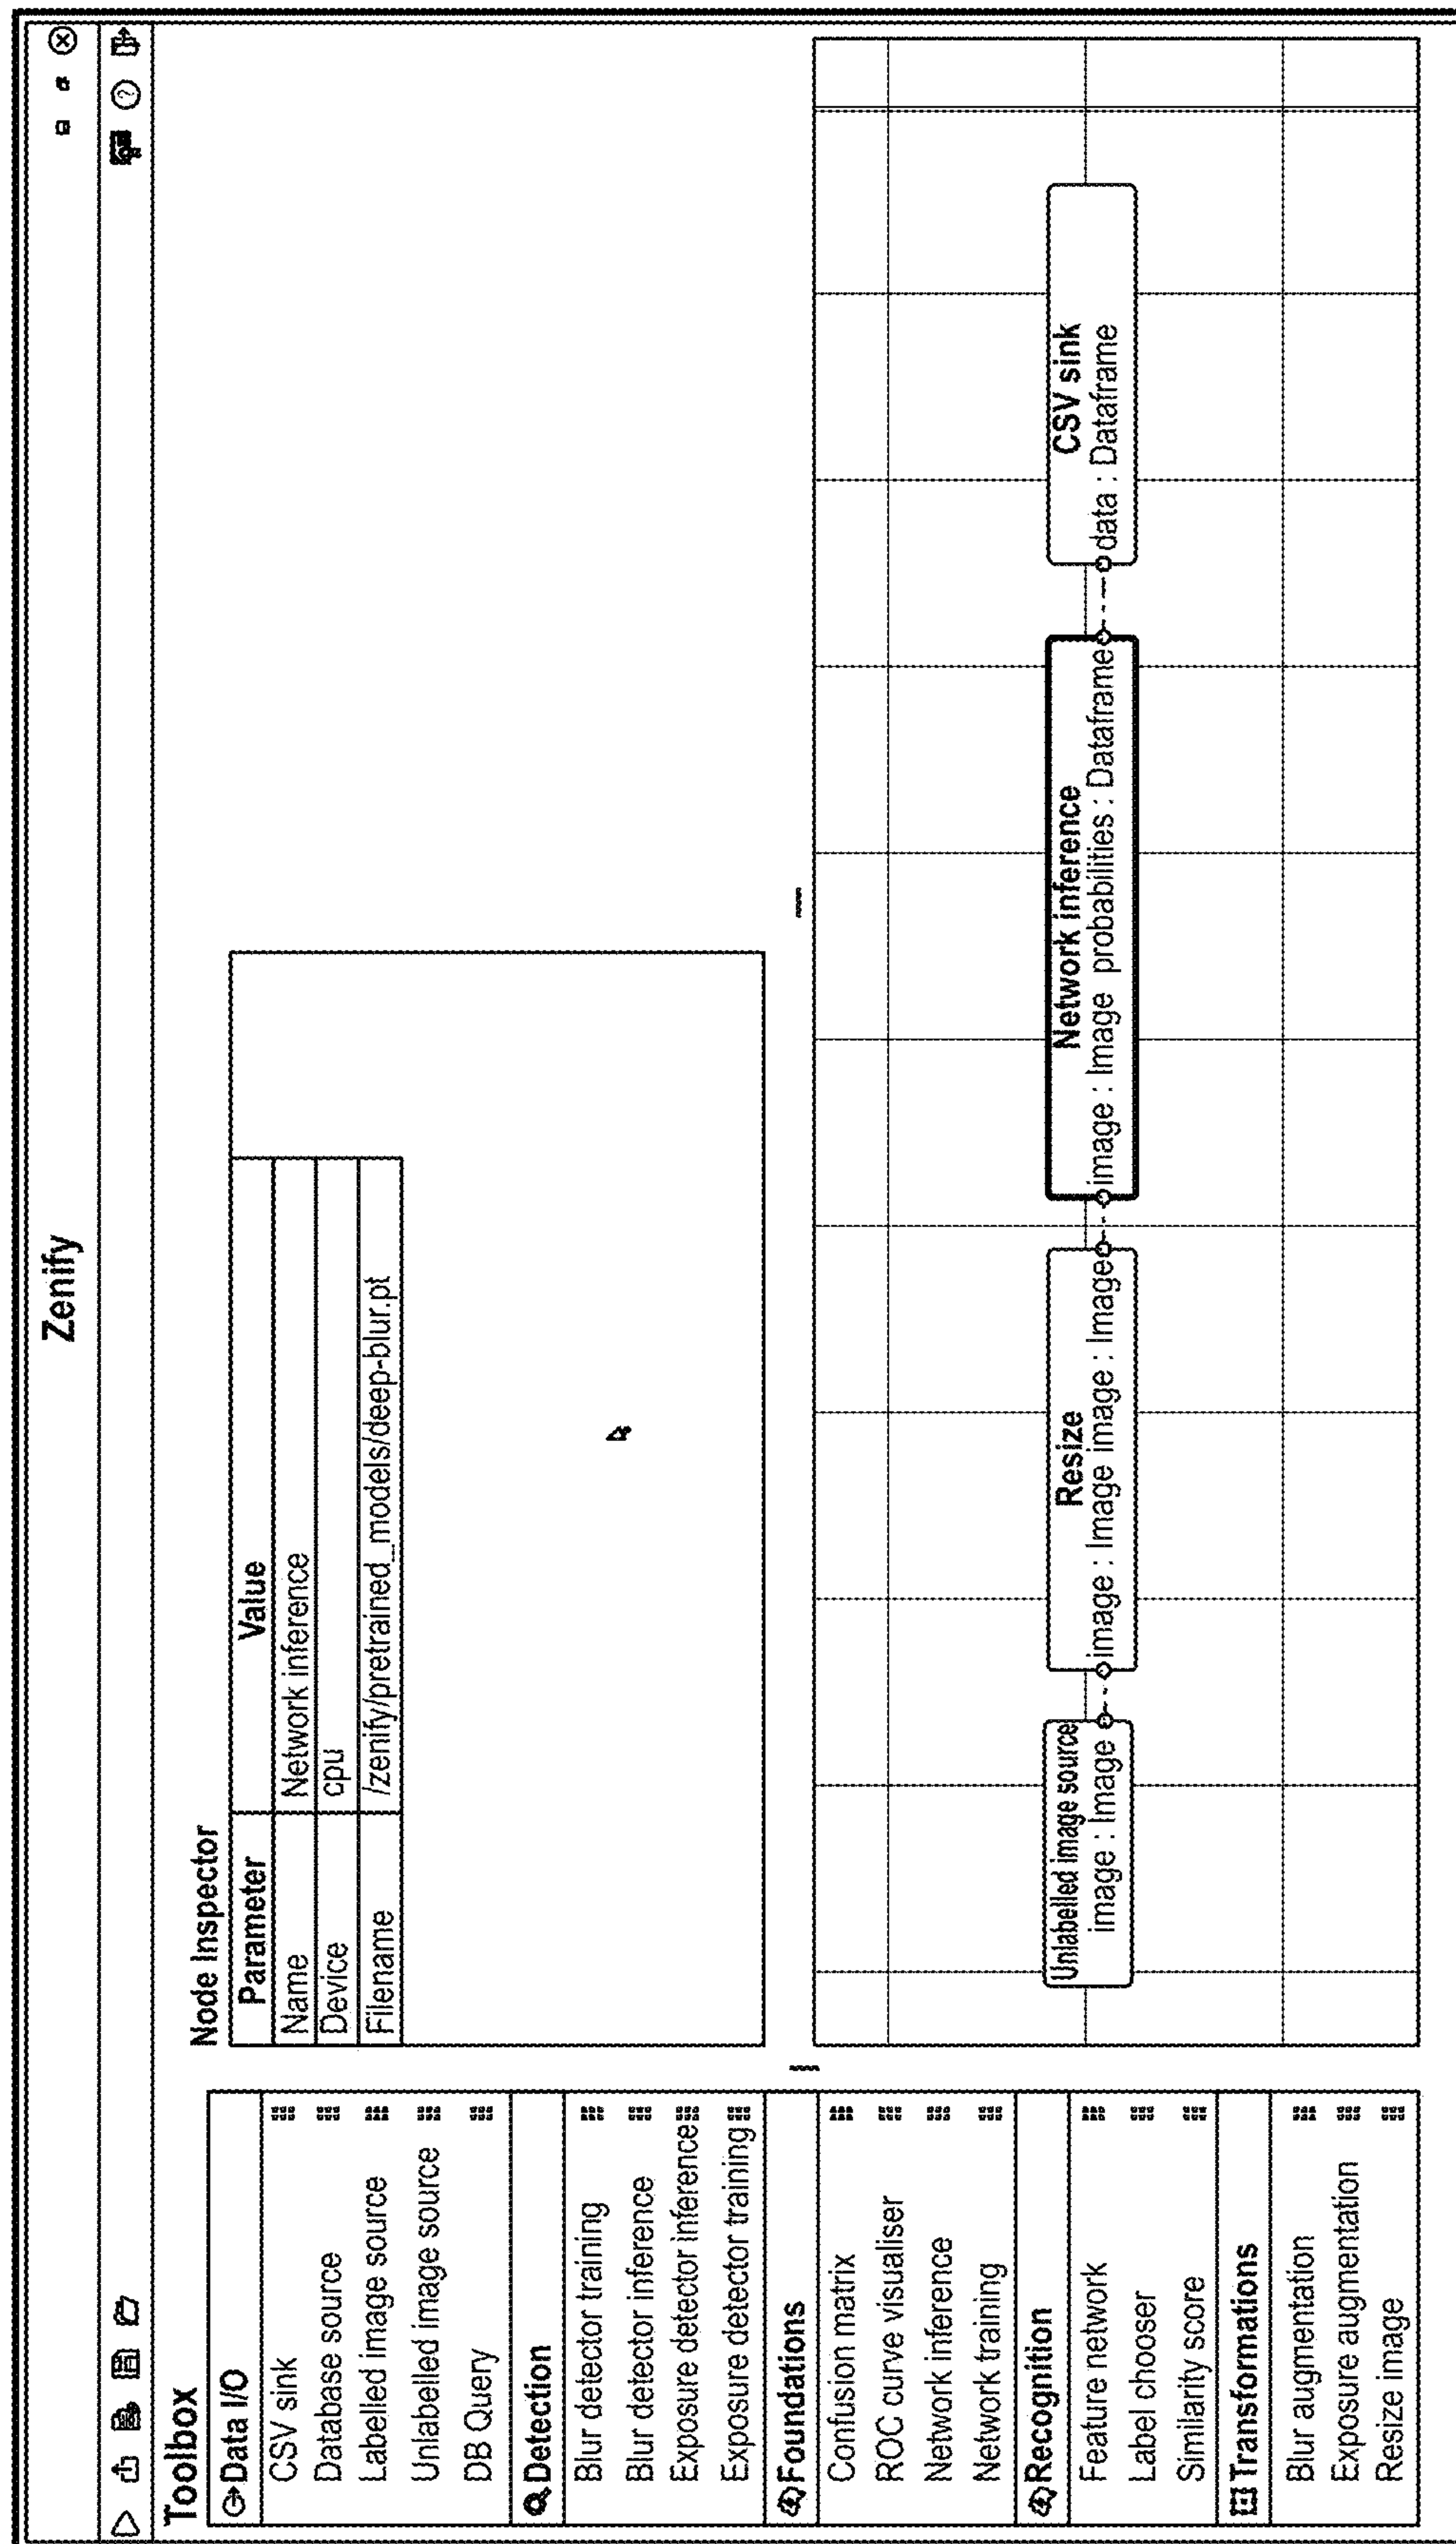 Zenify
Toolbox
Data I/O
CSV sink
Database source
Labelled image source
Unlabelled image source
DB Query
Detection
Blur detector training
Blur detector inference
Exposure detector inference
Exposure detector training
Foundations
Confusion matrix
ROC curve visualiser
Network inference
Network training
Recognition
Feature network
Label chooser
Similarity score
Transformations
Blur augmentation
Exposure augmentation
Resize image
Node Inspector
Parameter Value
Name Network inference
Device cpu
Filename /zenify/pretrained_models/deep-blur.pt
Unlabelled image source
image : Image
Resize
image : Image image : Image
Network inference
image : Image probabilities : Dataframe
CSV sink
data : Dataframe